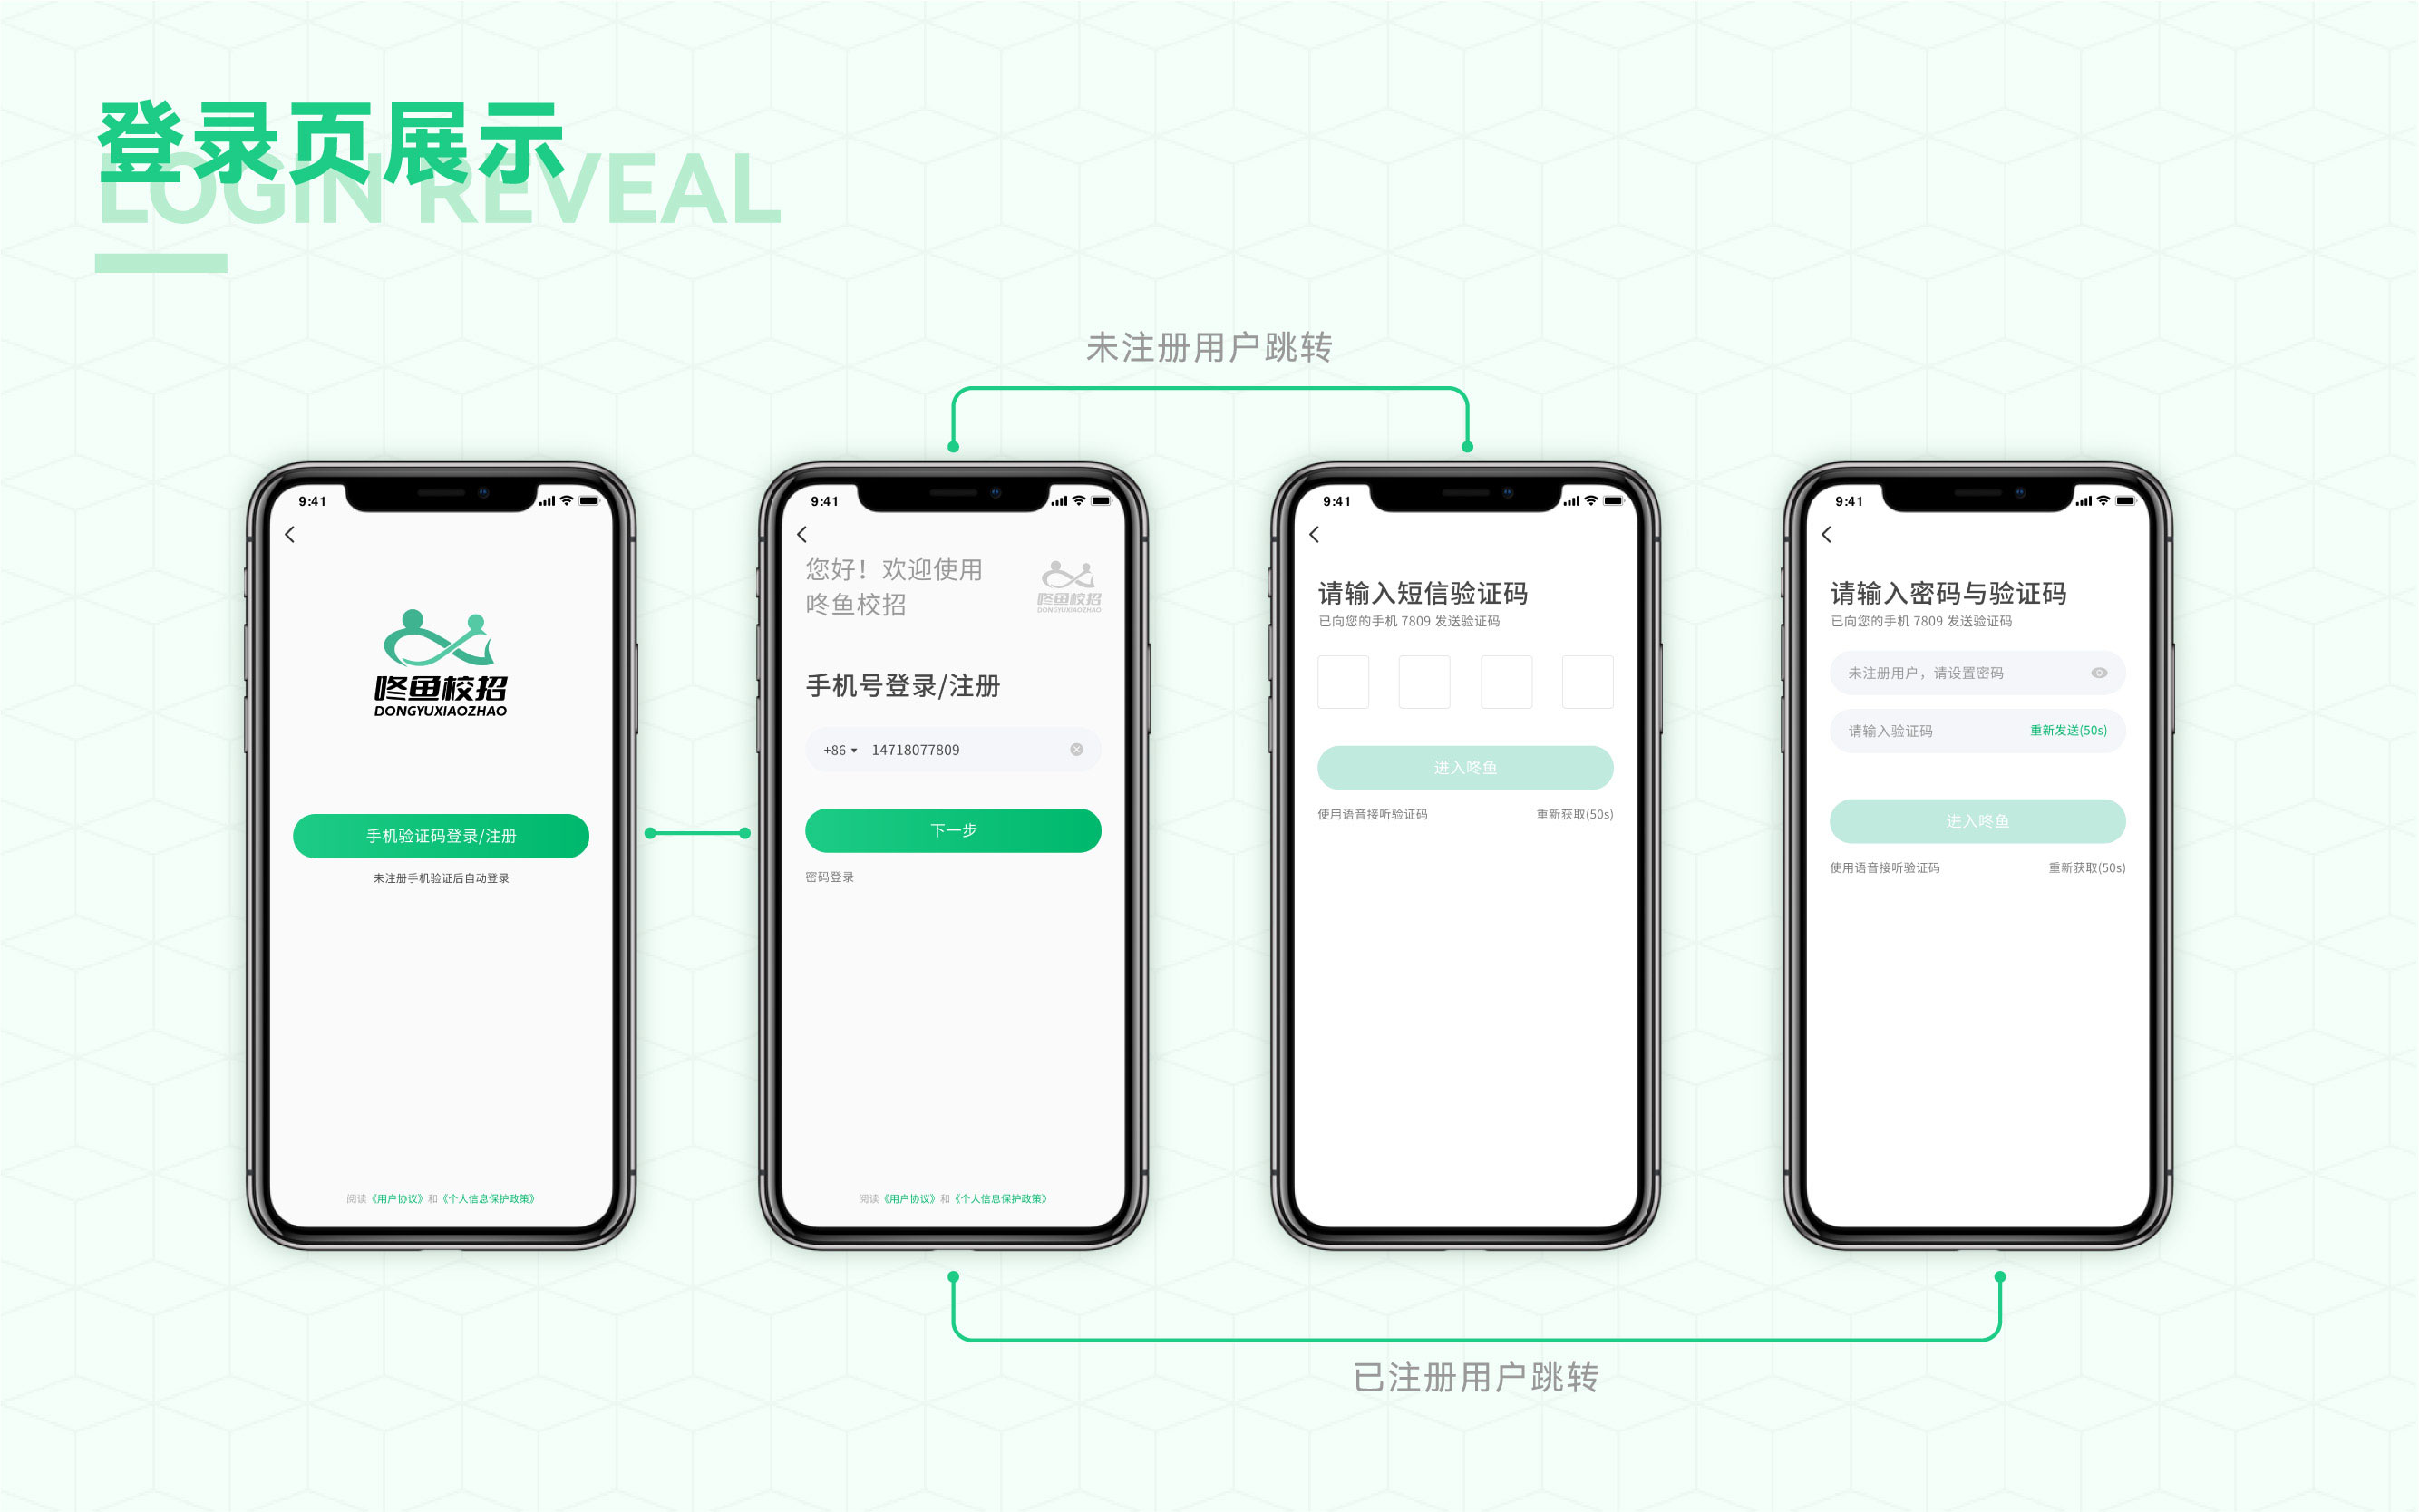 登录页展示
LOGIN REVEAL
未注册用户跳转
9:41
咚鱼校招
DONGYUXIAOZHAO
手机验证码登录/注册
未注册手机验证后自动登录
阅读《用户协议》和《个人信息保护政策》
9:41
您好！欢迎使用
咚鱼校招
咚鱼校招
DONGYUXIAOZHAO
手机号登录/注册
+86 14718077809
下一步
密码登录
阅读《用户协议》和《个人信息保护政策》
9:41
请输入短信验证码
已向您的手机 7809 发送验证码
进入咚鱼
使用语音接听验证码 重新获取(50s)
9:41
请输入密码与验证码
已向您的手机 7809 发送验证码
未注册用户，请设置密码
请输入验证码 重新发送(50s)
进入咚鱼
使用语音接听验证码 重新获取(50s)
已注册用户跳转